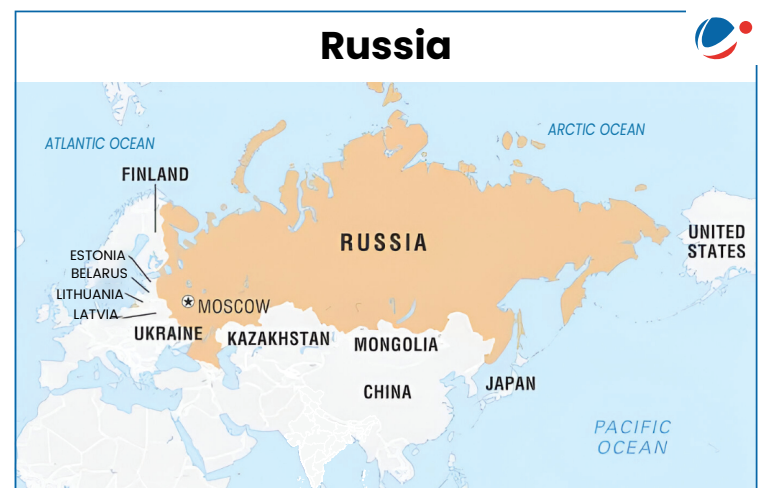 Russia
ATLANTIC OCEAN
ARCTIC OCEAN
FINLAND
RUSSIA
UNITED
STATES
ESTONIA
BELARUS
LITHUANIA
LATVIA
MOSCOW
UKRAINE
KAZAKHSTAN
MONGOLIA
CHINA
JAPAN
PACIFIC
OCEAN